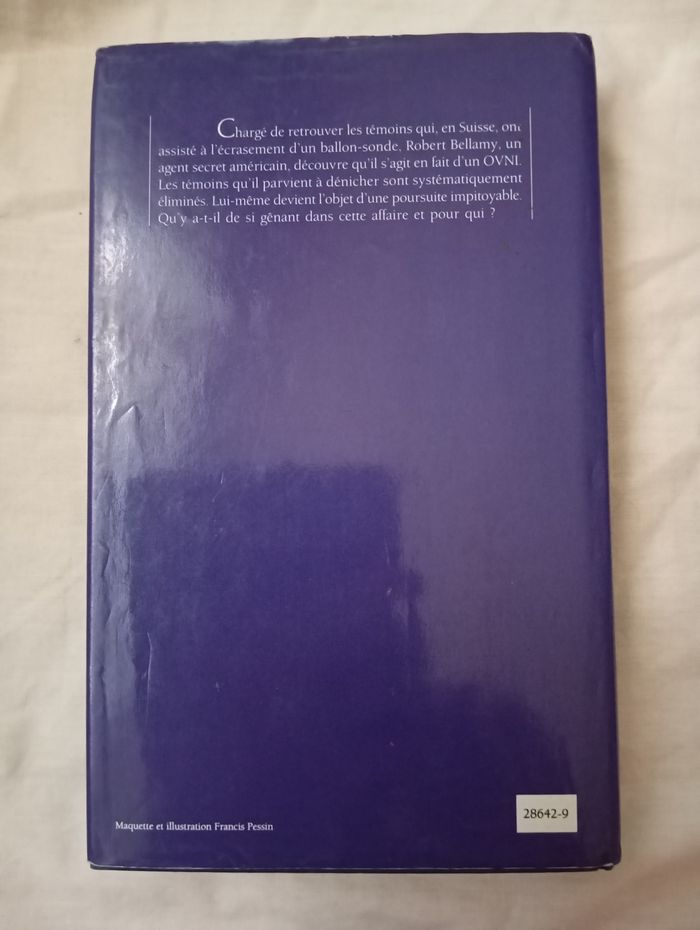 Chargé de retrouver les témoins qui, en Suisse, ont
assisté à l'écrasement d'un ballon-sonde, Robert Bellamy, un
agent secret américain, découvre qu'il s'agit en fait d'un OVNI.
Les témoins qu'il parvient à dénicher sont systématiquement
éliminés. Lui-même devient l'objet d'une poursuite impitoyable.
Qu'y a-t-il de si gênant dans cette affaire et pour qui ?
28642-9
Maquette et illustration Francis Pessin